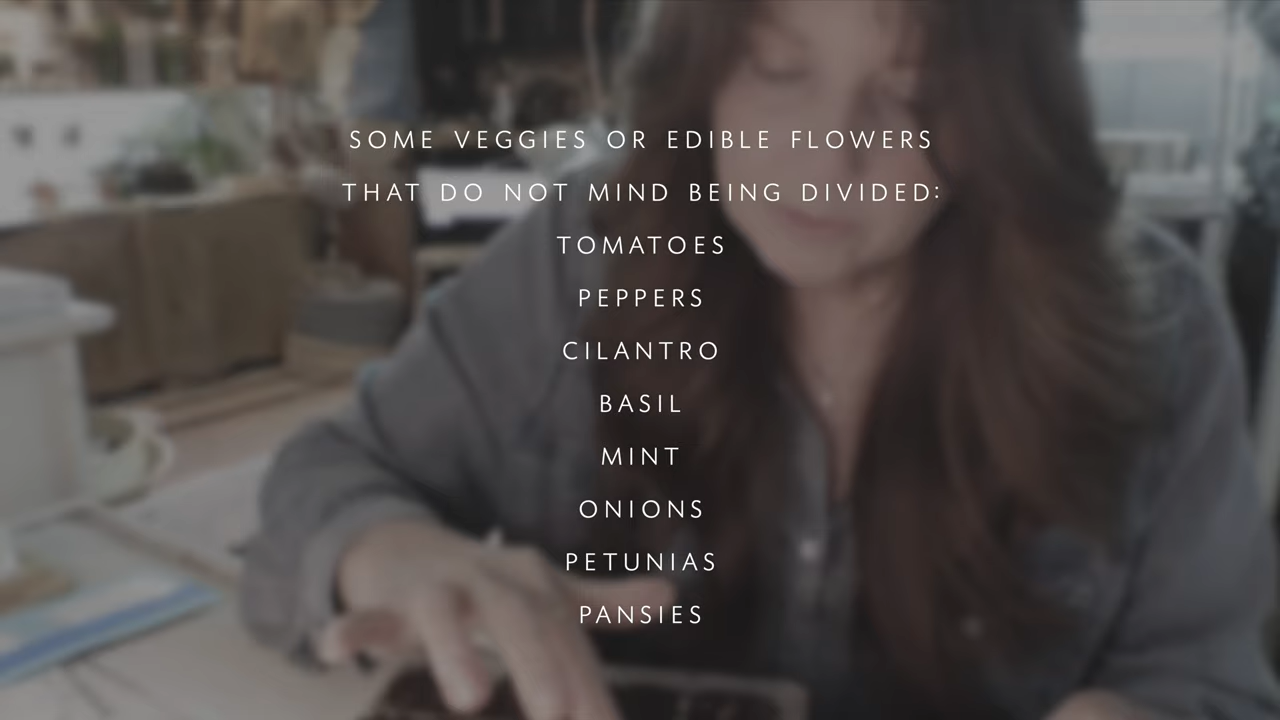 SOME VEGGIES OR EDIBLE FLOWERS
THAT DO NOT MIND BEING DIVIDED:
TOMATOES
PEPPERS
CILANTRO
BASIL
MINT
ONIONS
PETUNIAS
PANSIES